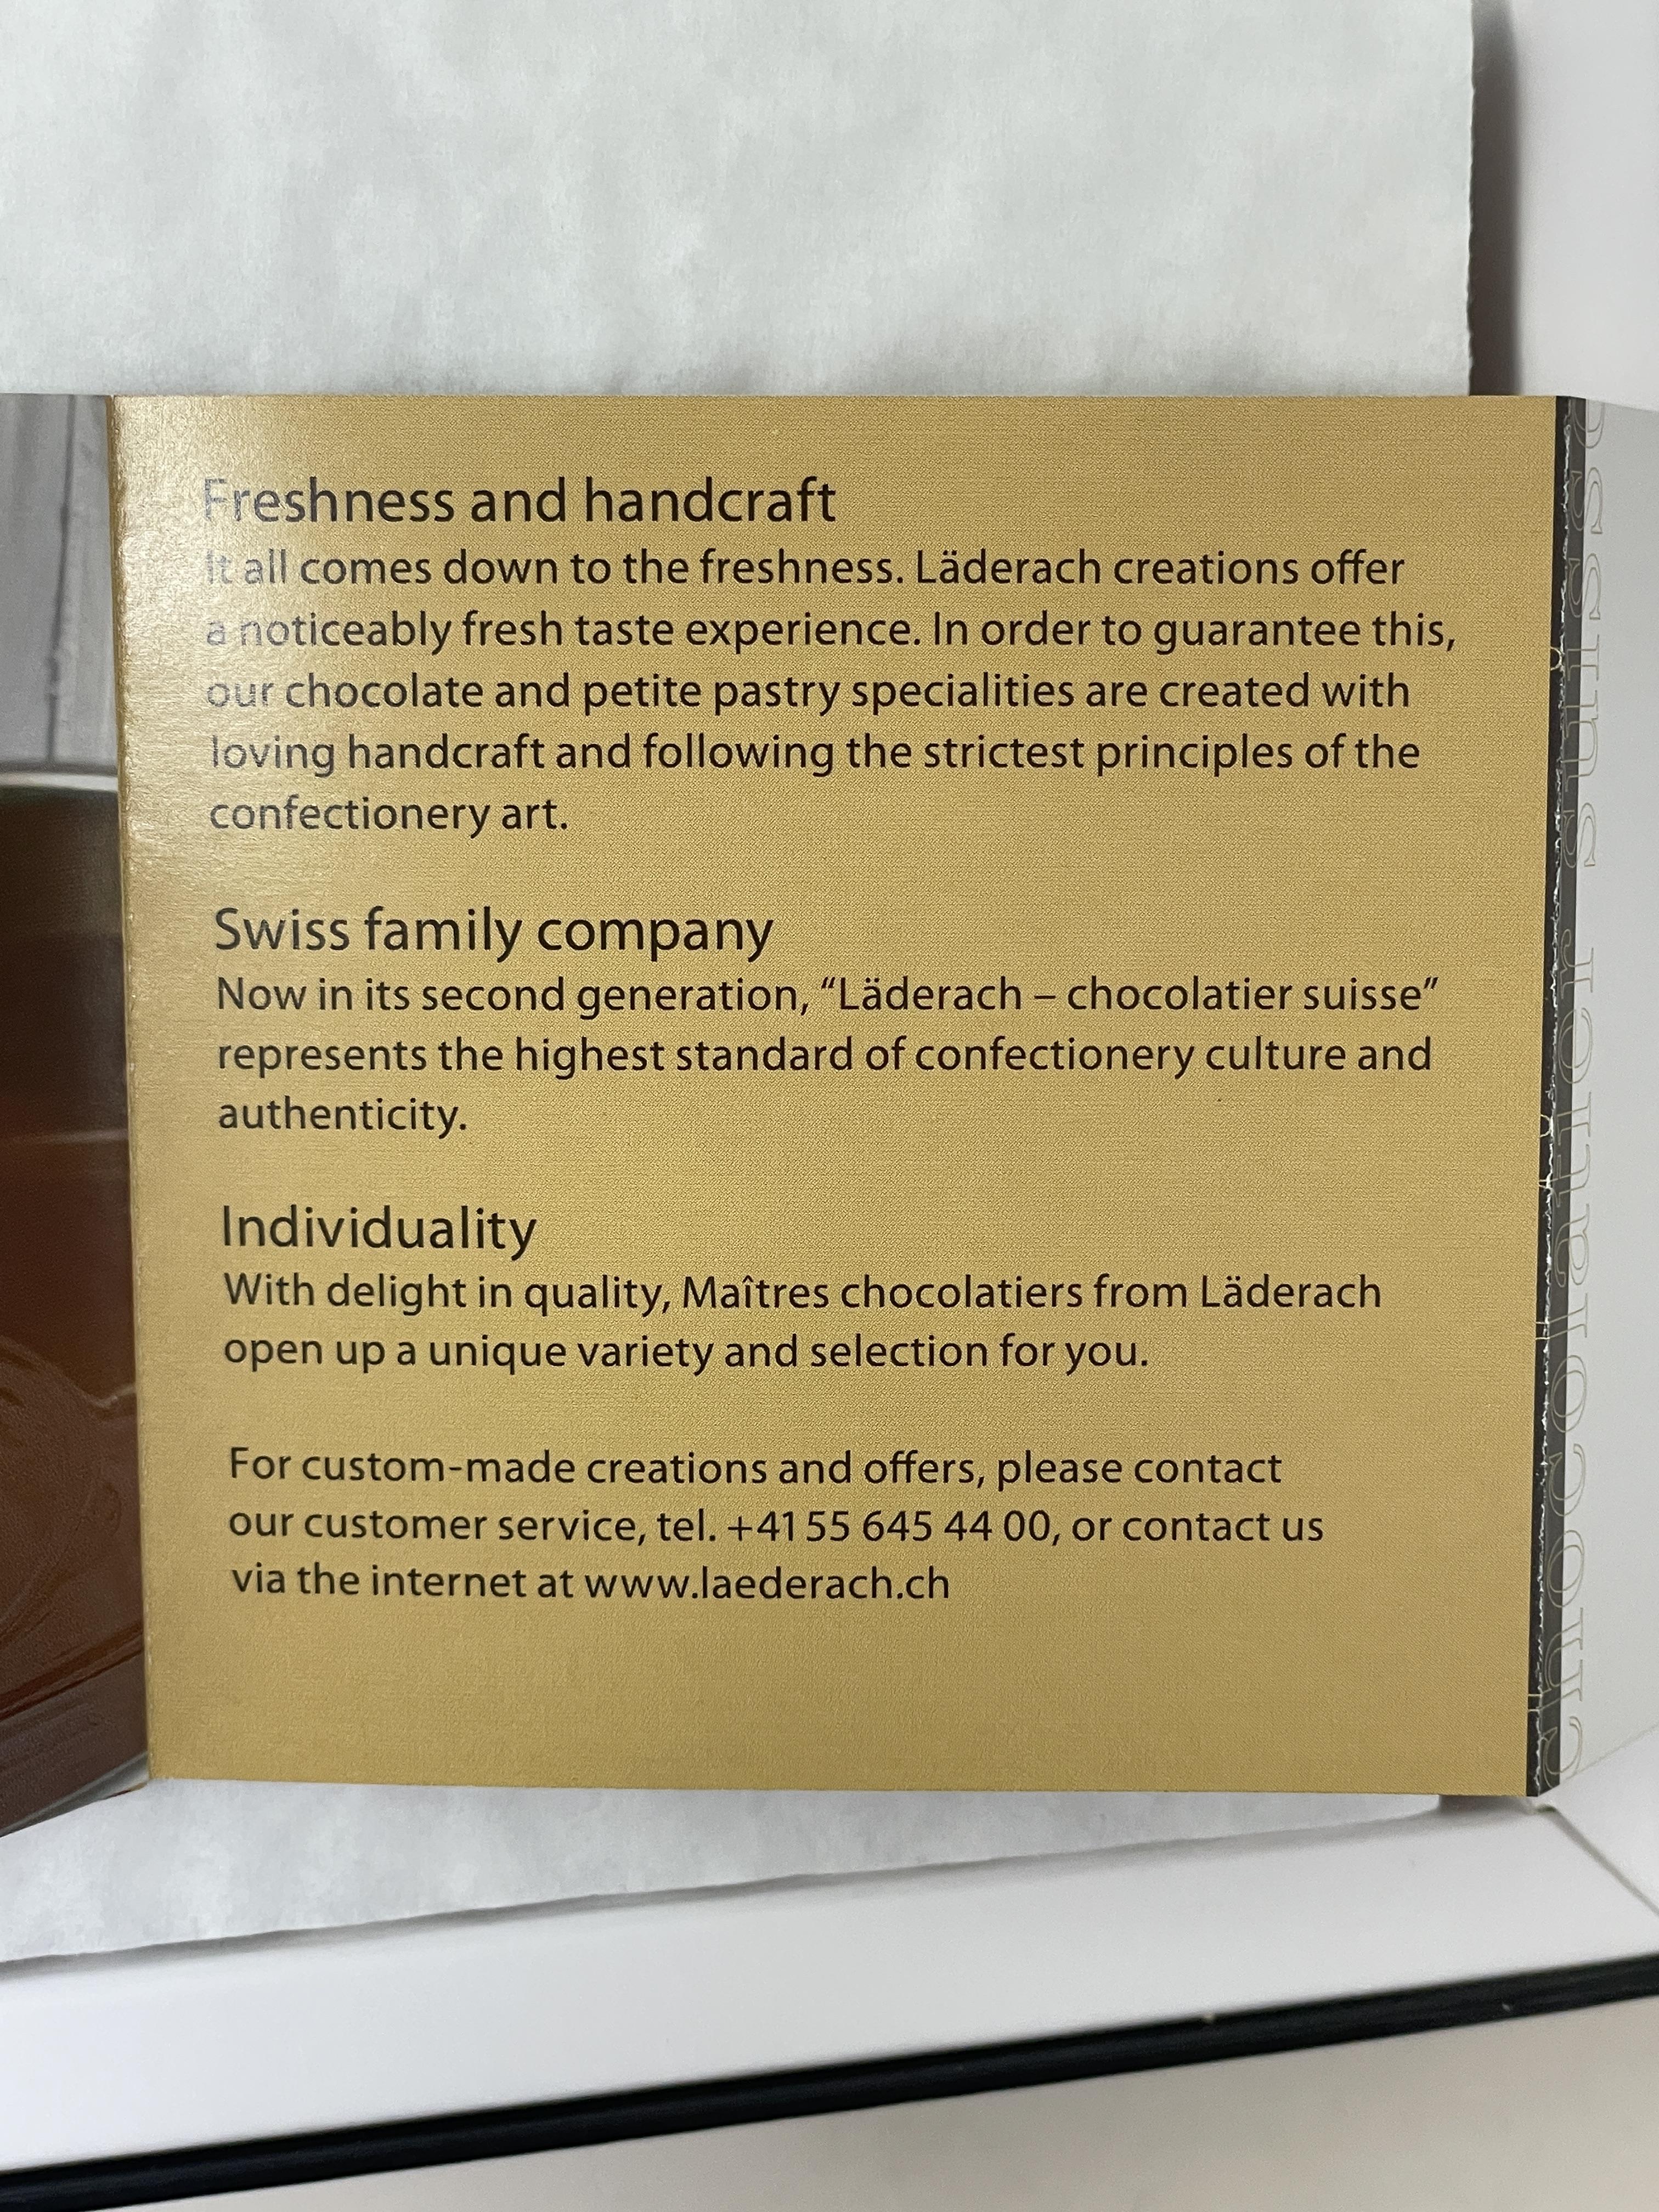 Freshness and handcraft
It all comes down to the freshness. Läderach creations offer
a noticeably fresh taste experience. In order to guarantee this,
our chocolate and petite pastry specialities are created with
loving handcraft and following the strictest principles of the
confectionery art.
Swiss family company
Now in its second generation, “Läderach – chocolatier suisse”
represents the highest standard of confectionery culture and
authenticity.
Individuality
With delight in quality, Maîtres chocolatiers from Läderach
open up a unique variety and selection for you.
For custom-made creations and offers, please contact
our customer service, tel. +41 55 645 44 00, or contact us
via the internet at www.laederach.ch